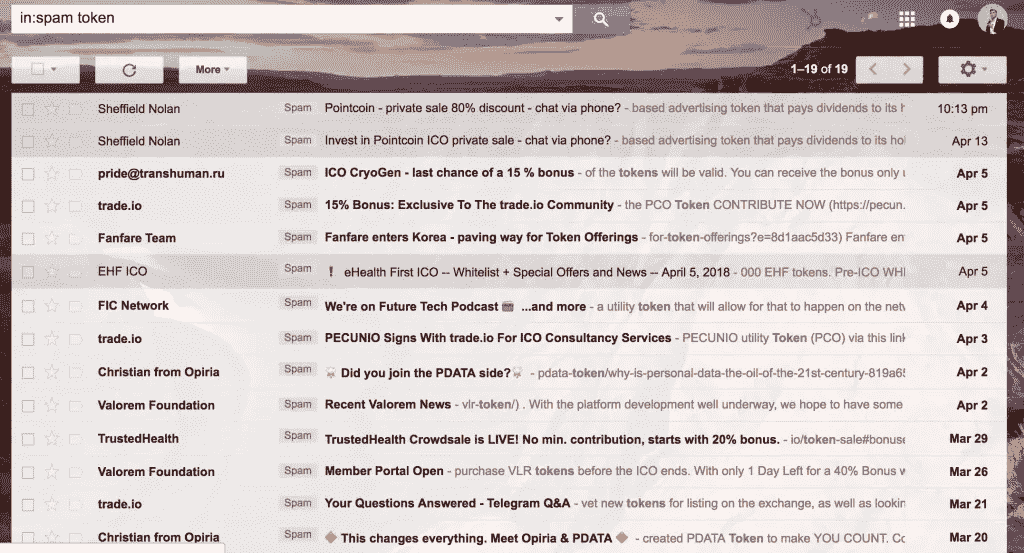 in:spam token
More
1–19 of 19
Sheffield Nolan Spam Pointcoin - private sale 80% discount - chat via phone? - based advertising token that pays dividends to its h 10:13 pm
Sheffield Nolan Spam Invest in Pointcoin ICO private sale - chat via phone? - based advertising token that pays dividends to its hol Apr 13
pride@transhuman.ru Spam ICO CryoGen - last chance of a 15 % bonus - of the tokens will be valid. You can receive the bonus only u Apr 5
trade.io Spam 15% Bonus: Exclusive To The trade.io Community - the PCO Token CONTRIBUTE NOW (https://pecun. Apr 5
Fanfare Team Spam Fanfare enters Korea - paving way for Token Offerings - for-token-offerings?e=8d1aac5d33) Fanfare en Apr 5
EHF ICO Spam ! eHealth First ICO -- Whitelist + Special Offers and News -- April 5, 2018 - 000 EHF tokens. Pre-ICO WHI Apr 5
FIC Network Spam We're on Future Tech Podcast ...and more - a utility token that will allow for that to happen on the netw Apr 4
trade.io Spam PECUNIO Signs With trade.io For ICO Consultancy Services - PECUNIO utility Token (PCO) via this link Apr 3
Christian from Opiria Spam Did you join the PDATA side? - pdata-token/why-is-personal-data-the-oil-of-the-21st-century-819a65 Apr 2
Valorem Foundation Spam Recent Valorem News - vlr-token/) . With the platform development well underway, we hope to have some Apr 2
TrustedHealth Spam TrustedHealth Crowdsale is LIVE! No min. contribution, starts with 20% bonus. - io/token-sale#bonuse Mar 29
Valorem Foundation Spam Member Portal Open - purchase VLR tokens before the ICO ends. With only 1 Day Left for a 40% Bonus w Mar 26
trade.io Spam Your Questions Answered - Telegram Q&A - vet new tokens for listing on the exchange, as well as lookin Mar 21
Christian from Opiria Spam This changes everything. Meet Opiria & PDATA - created PDATA Token to make YOU COUNT. Co Mar 20